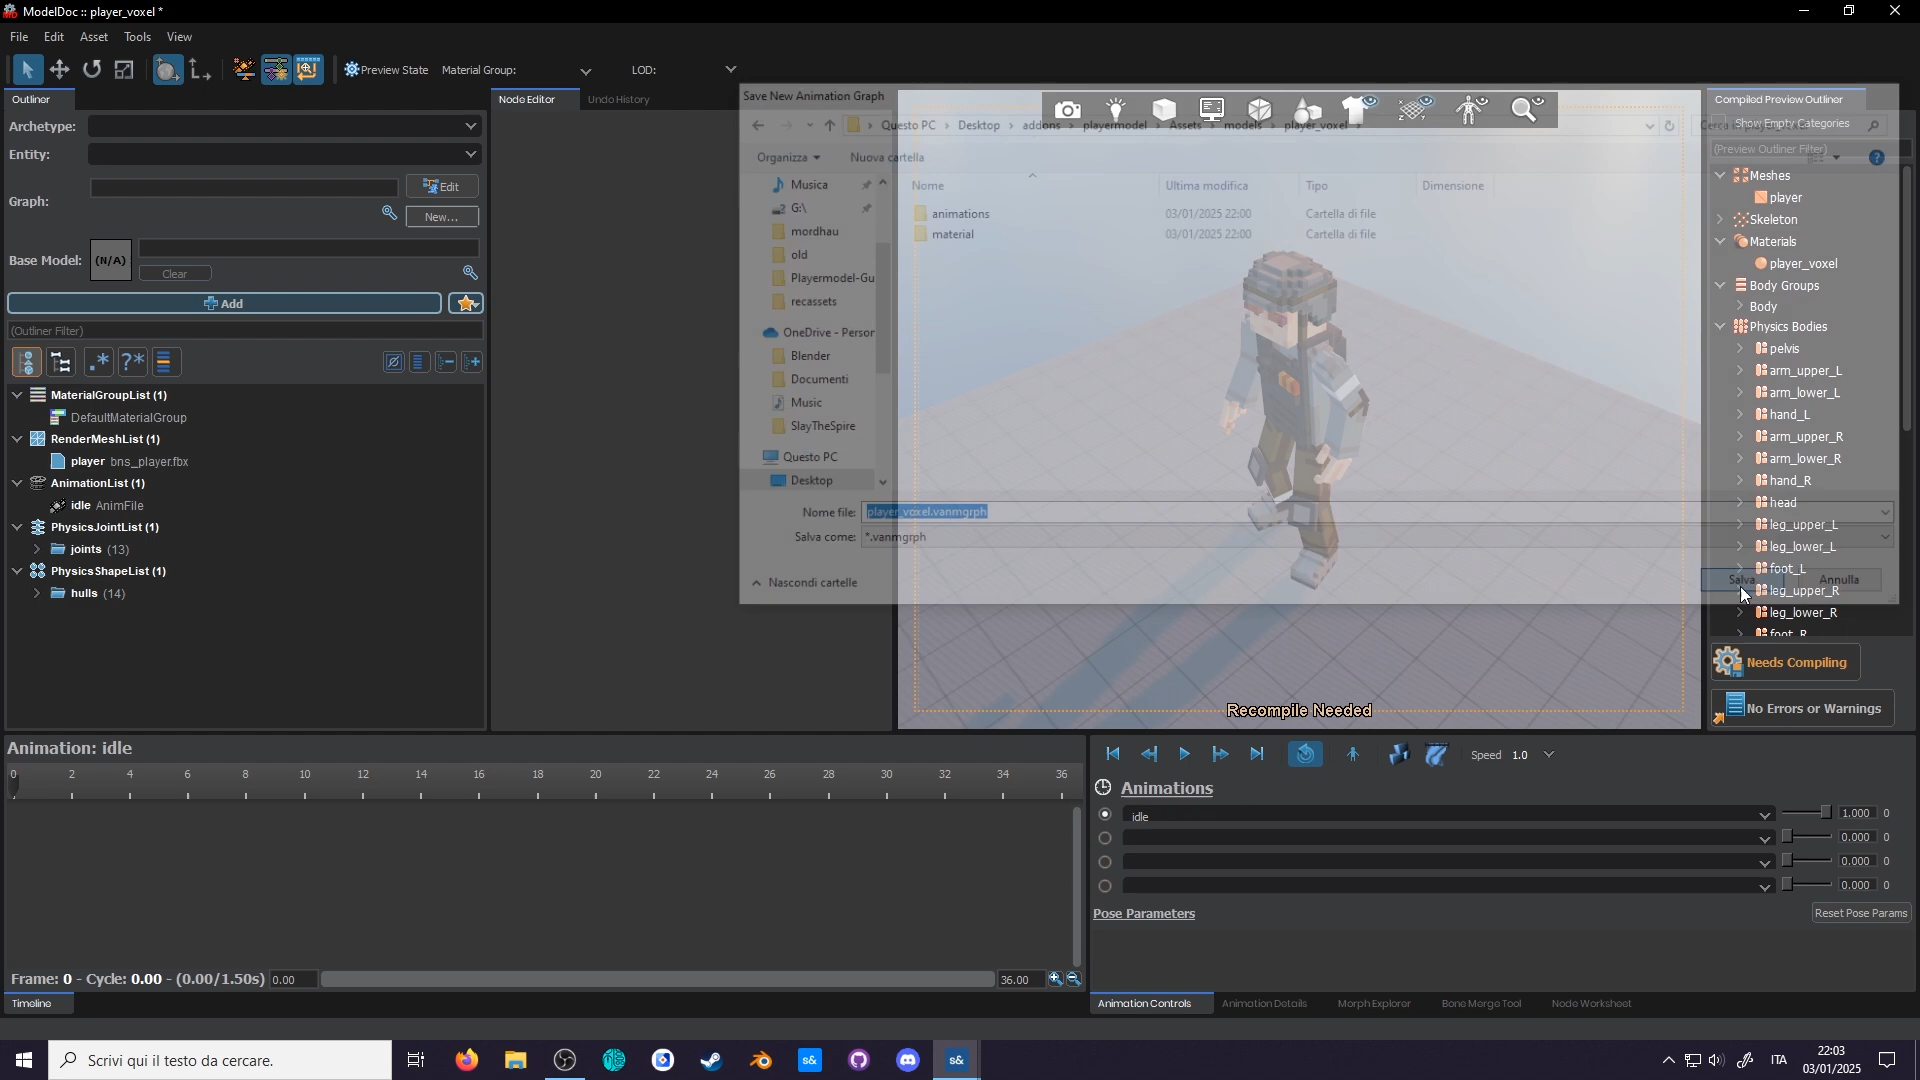 ModelDoc :: player_voxel *
File Edit Asset Tools View
Preview State Material Group: LOD:
Outliner
Archetype:
Entity:
Graph:
Edit
New...
Base Model: (N/A)
Clear
Add
(Outliner Filter)
MaterialGroupList (1)
DefaultMaterialGroup
RenderMeshList (1)
player bns_player.fbx
AnimationList (1)
idle AnimFile
PhysicsJointList (1)
joints (13)
PhysicsShapeList (1)
hulls (14)
Node Editor Undo History
Save New Animation Graph
Questo PC Desktop addons playermodel Assets models player_voxel
Organizza Nuova cartella
Nome Ultima modifica Tipo Dimensione
animations 03/01/2025 22:00 Cartella di file
material 03/01/2025 22:00 Cartella di file
Musica
G:\
mordhau
old
Playermodel-Gu
recassets
OneDrive - Person
Blender
Documenti
Music
SlayTheSpire
Questo PC
Desktop
Nome file: player_voxel.vanmgrph
Salva come: *.vanmgrph
Nascondi cartelle
Salva Annulla
Recompile Needed
Compiled Preview Outliner
Show Empty Categories
(Preview Outliner Filter)
Meshes
player
Skeleton
Materials
player_voxel
Body Groups
Body
Physics Bodies
pelvis
arm_upper_L
arm_lower_L
hand_L
arm_upper_R
arm_lower_R
hand_R
head
leg_upper_L
leg_lower_L
foot_L
leg_upper_R
leg_lower_R
foot_R
Needs Compiling
No Errors or Warnings
Animation: idle
0 2 4 6 8 10 12 14 16 18 20 22 24 26 28 30 32 34 36
Frame: 0 - Cycle: 0.00 - (0.00/1.50s) 0.00 36.00
Timeline
Speed 1.0
Animations
idle 1.000 0
0.000 0
0.000 0
0.000 0
Pose Parameters Reset Pose Params
Animation Controls Animation Details Morph Explorer Bone Merge Tool Node Worksheet
Scrivi qui il testo da cercare.
s&
s&
ITA
22:03
03/01/2025